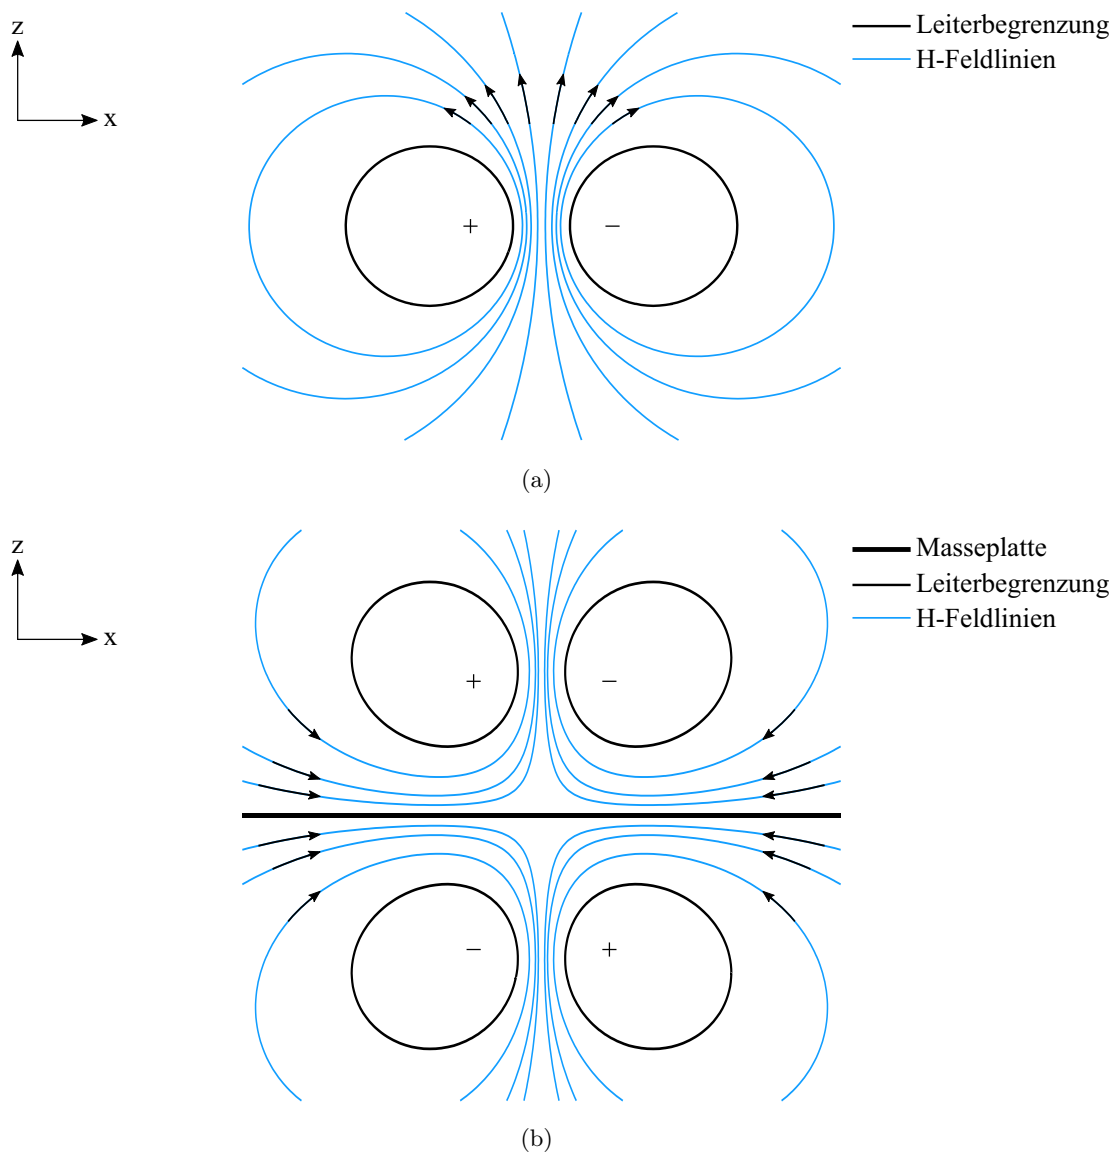 z
x
Leiterbegrenzung
H-Feldlinien
+ −
(a)
z
x
Masseplatte
Leiterbegrenzung
H-Feldlinien
+ −
− +
(b)